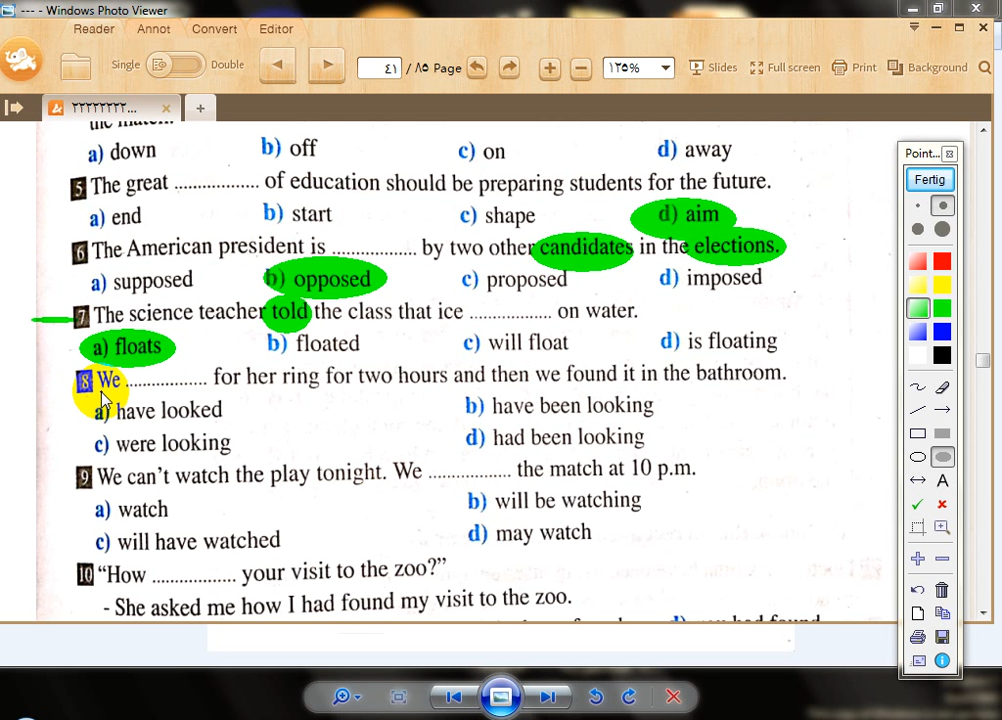 --- - Windows Photo Viewer
Reader Annot Convert Editor
Single Double ٤١ / ٨٥ Page ١٢٥% Slides Full screen Print Background
٢٢٢٢٢٢٢٢...
the match.
a) down b) off c) on d) away
5 The great ................. of education should be preparing students for the future.
a) end b) start c) shape d) aim
6 The American president is ................. by two other candidates in the elections.
a) supposed b) opposed c) proposed d) imposed
7 The science teacher told the class that ice ................. on water.
a) floats b) floated c) will float d) is floating
8 We ................. for her ring for two hours and then we found it in the bathroom.
a) have looked b) have been looking
c) were looking d) had been looking
9 We can't watch the play tonight. We ................. the match at 10 p.m.
a) watch b) will be watching
c) will have watched d) may watch
10 “How ................. your visit to the zoo?”
- She asked me how I had found my visit to the zoo.
Point...
Fertig
A